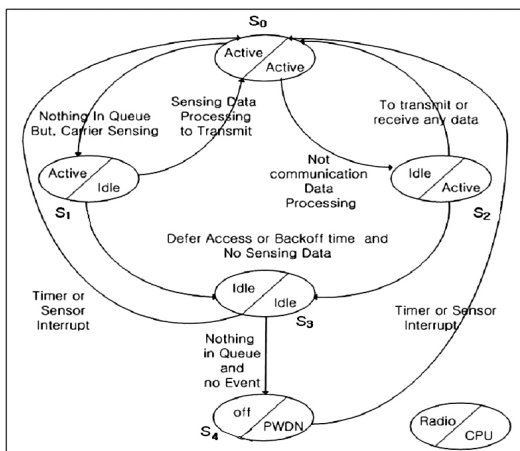 S0
Active
Active
Nothing In Queue
But, Carrier Sensing
Sensing Data
Processing
to Transmit
To transmit or
receive any data
Active
Idle
S1
Not
communication
Data
Processing
Idle
Active
S2
Defer Access or Backoff time and
No Sensing Data
Idle
Idle
S3
Timer or
Sensor
Interrupt
Timer or Sensor
Interrupt
Nothing
in Queue
and
no Event
off
PWDN
S4
Radio
CPU